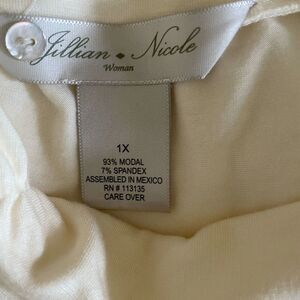 Jillian • Nicole
Woman
1X
93% MODAL
7% SPANDEX
ASSEMBLED IN MEXICO
RN # 113135
CARE OVER